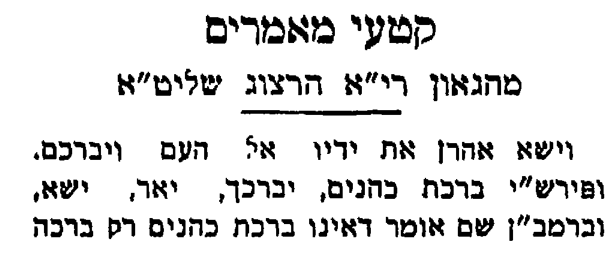 קטעי מאמרים
מהגאון רי"א הרצוג שליט"א
וישא אהרן את ידיו אל העם ויברכם.
ופירש"י ברכת כהנים, יברכך, יאר, ישא,
וברמב"ן שם אומר דאינו ברכת כהנים רק ברכה